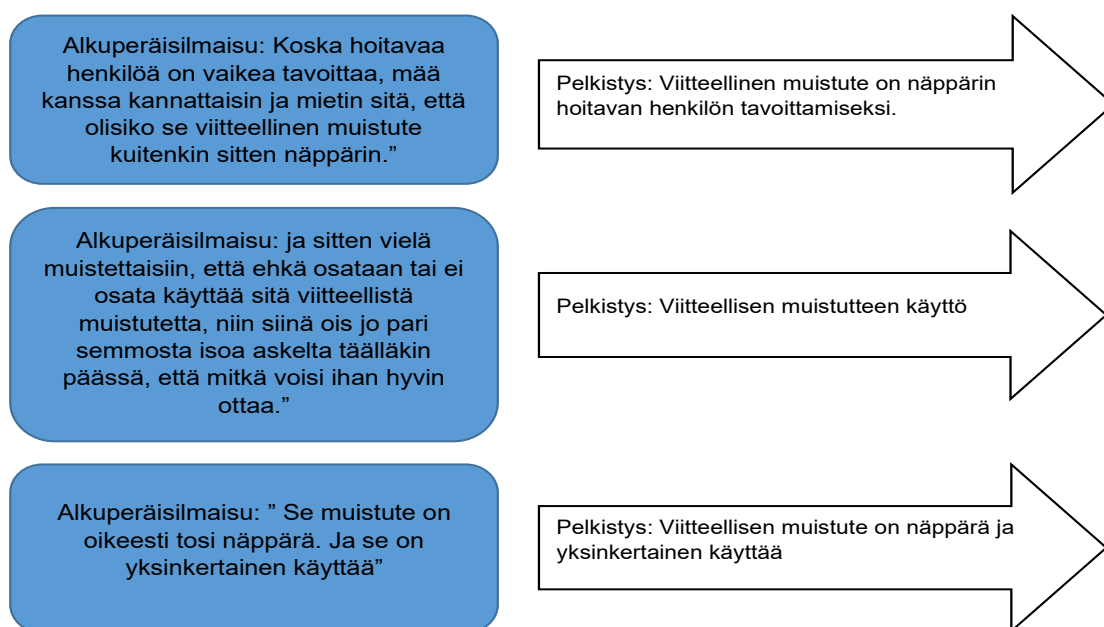 Alkuperäisilmaisu: Koska hoitavaa
henkilöä on vaikea tavoittaa, mää
kanssa kannattaisin ja mietin sitä, että
olisiko se viitteellinen muistute
kuitenkin sitten näppärin.”
Pelkistys: Viitteellinen muistute on näppärin
hoitavan henkilön tavoittamiseksi.
Alkuperäisilmaisu: ja sitten vielä
muistettaisiin, että ehkä osataan tai ei
osata käyttää sitä viitteellistä
muistutetta, niin siinä ois jo pari
semmosta isoa askelta täälläkin
päässä, että mitkä voisi ihan hyvin
ottaa.”
Pelkistys: Viitteellisen muistutteen käyttö
Alkuperäisilmaisu: ” Se muistute on
oikeesti tosi näppärä. Ja se on
yksinkertainen käyttää”
Pelkistys: Viitteellisen muistute on näppärä ja
yksinkertainen käyttää